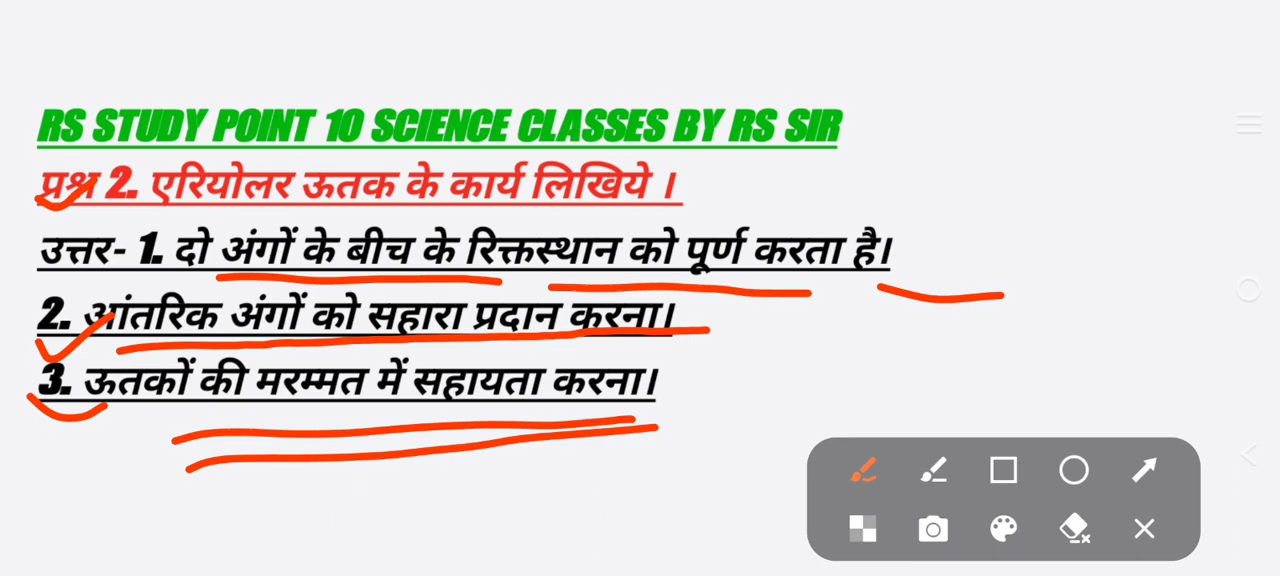 RS STUDY POINT 10 SCIENCE CLASSES BY RS SIR
प्रश्न 2. एरियोलर ऊतक के कार्य लिखिये ।
उत्तर- 1. दो अंगों के बीच के रिक्तस्थान को पूर्ण करता है।
2. आंतरिक अंगों को सहारा प्रदान करना।
3. ऊतकों की मरम्मत में सहायता करना।